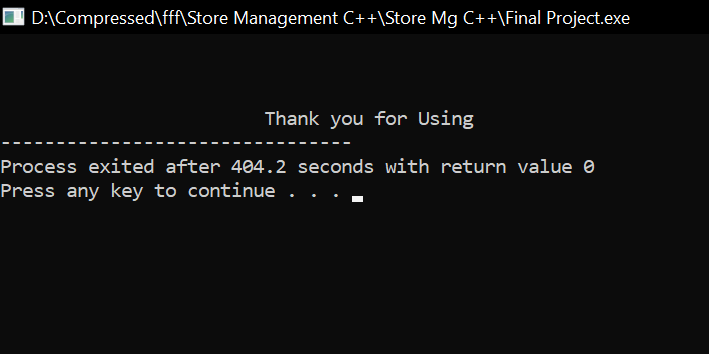 D:\Compressed\fff\Store Management C++\Store Mg C++\Final Project.exe
Thank you for Using
--------------------------------
Process exited after 404.2 seconds with return value 0
Press any key to continue . . .